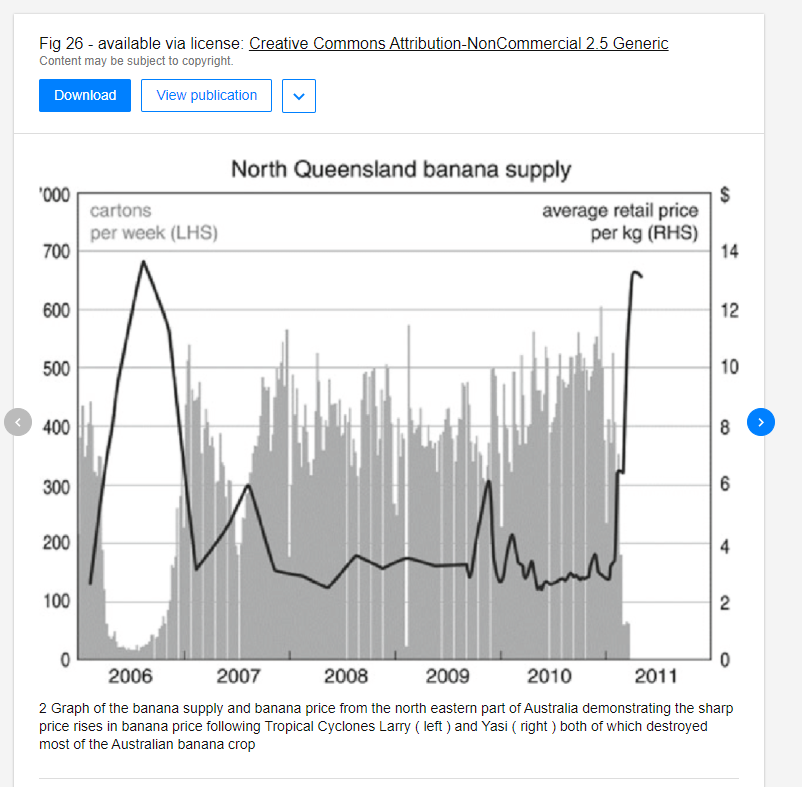 Fig 26 - available via license: Creative Commons Attribution-NonCommercial 2.5 Generic
Content may be subject to copyright.
Download
View publication
North Queensland banana supply
'000
$
cartons
per week (LHS)
average retail price
per kg (RHS)
700
14
600
12
500
10
400
8
300
6
200
4
100
2
0
0
2006
2007
2008
2009
2010
2011
2 Graph of the banana supply and banana price from the north eastern part of Australia demonstrating the sharp
price rises in banana price following Tropical Cyclones Larry ( left ) and Yasi ( right ) both of which destroyed
most of the Australian banana crop